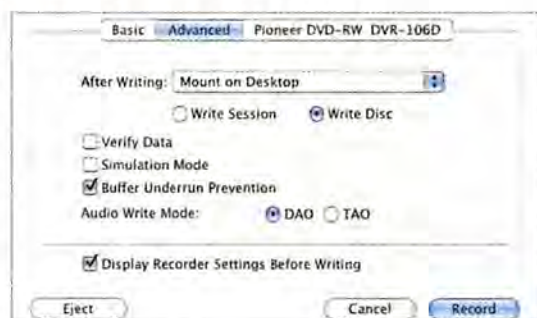 Basic Advanced Pioneer DVD-RW DVR-106D
After Writing: Mount on Desktop
Write Session Write Disc
Verify Data
Simulation Mode
Buffer Underrun Prevention
Audio Write Mode: DAO TAO
Display Recorder Settings Before Writing
Eject Cancel Record